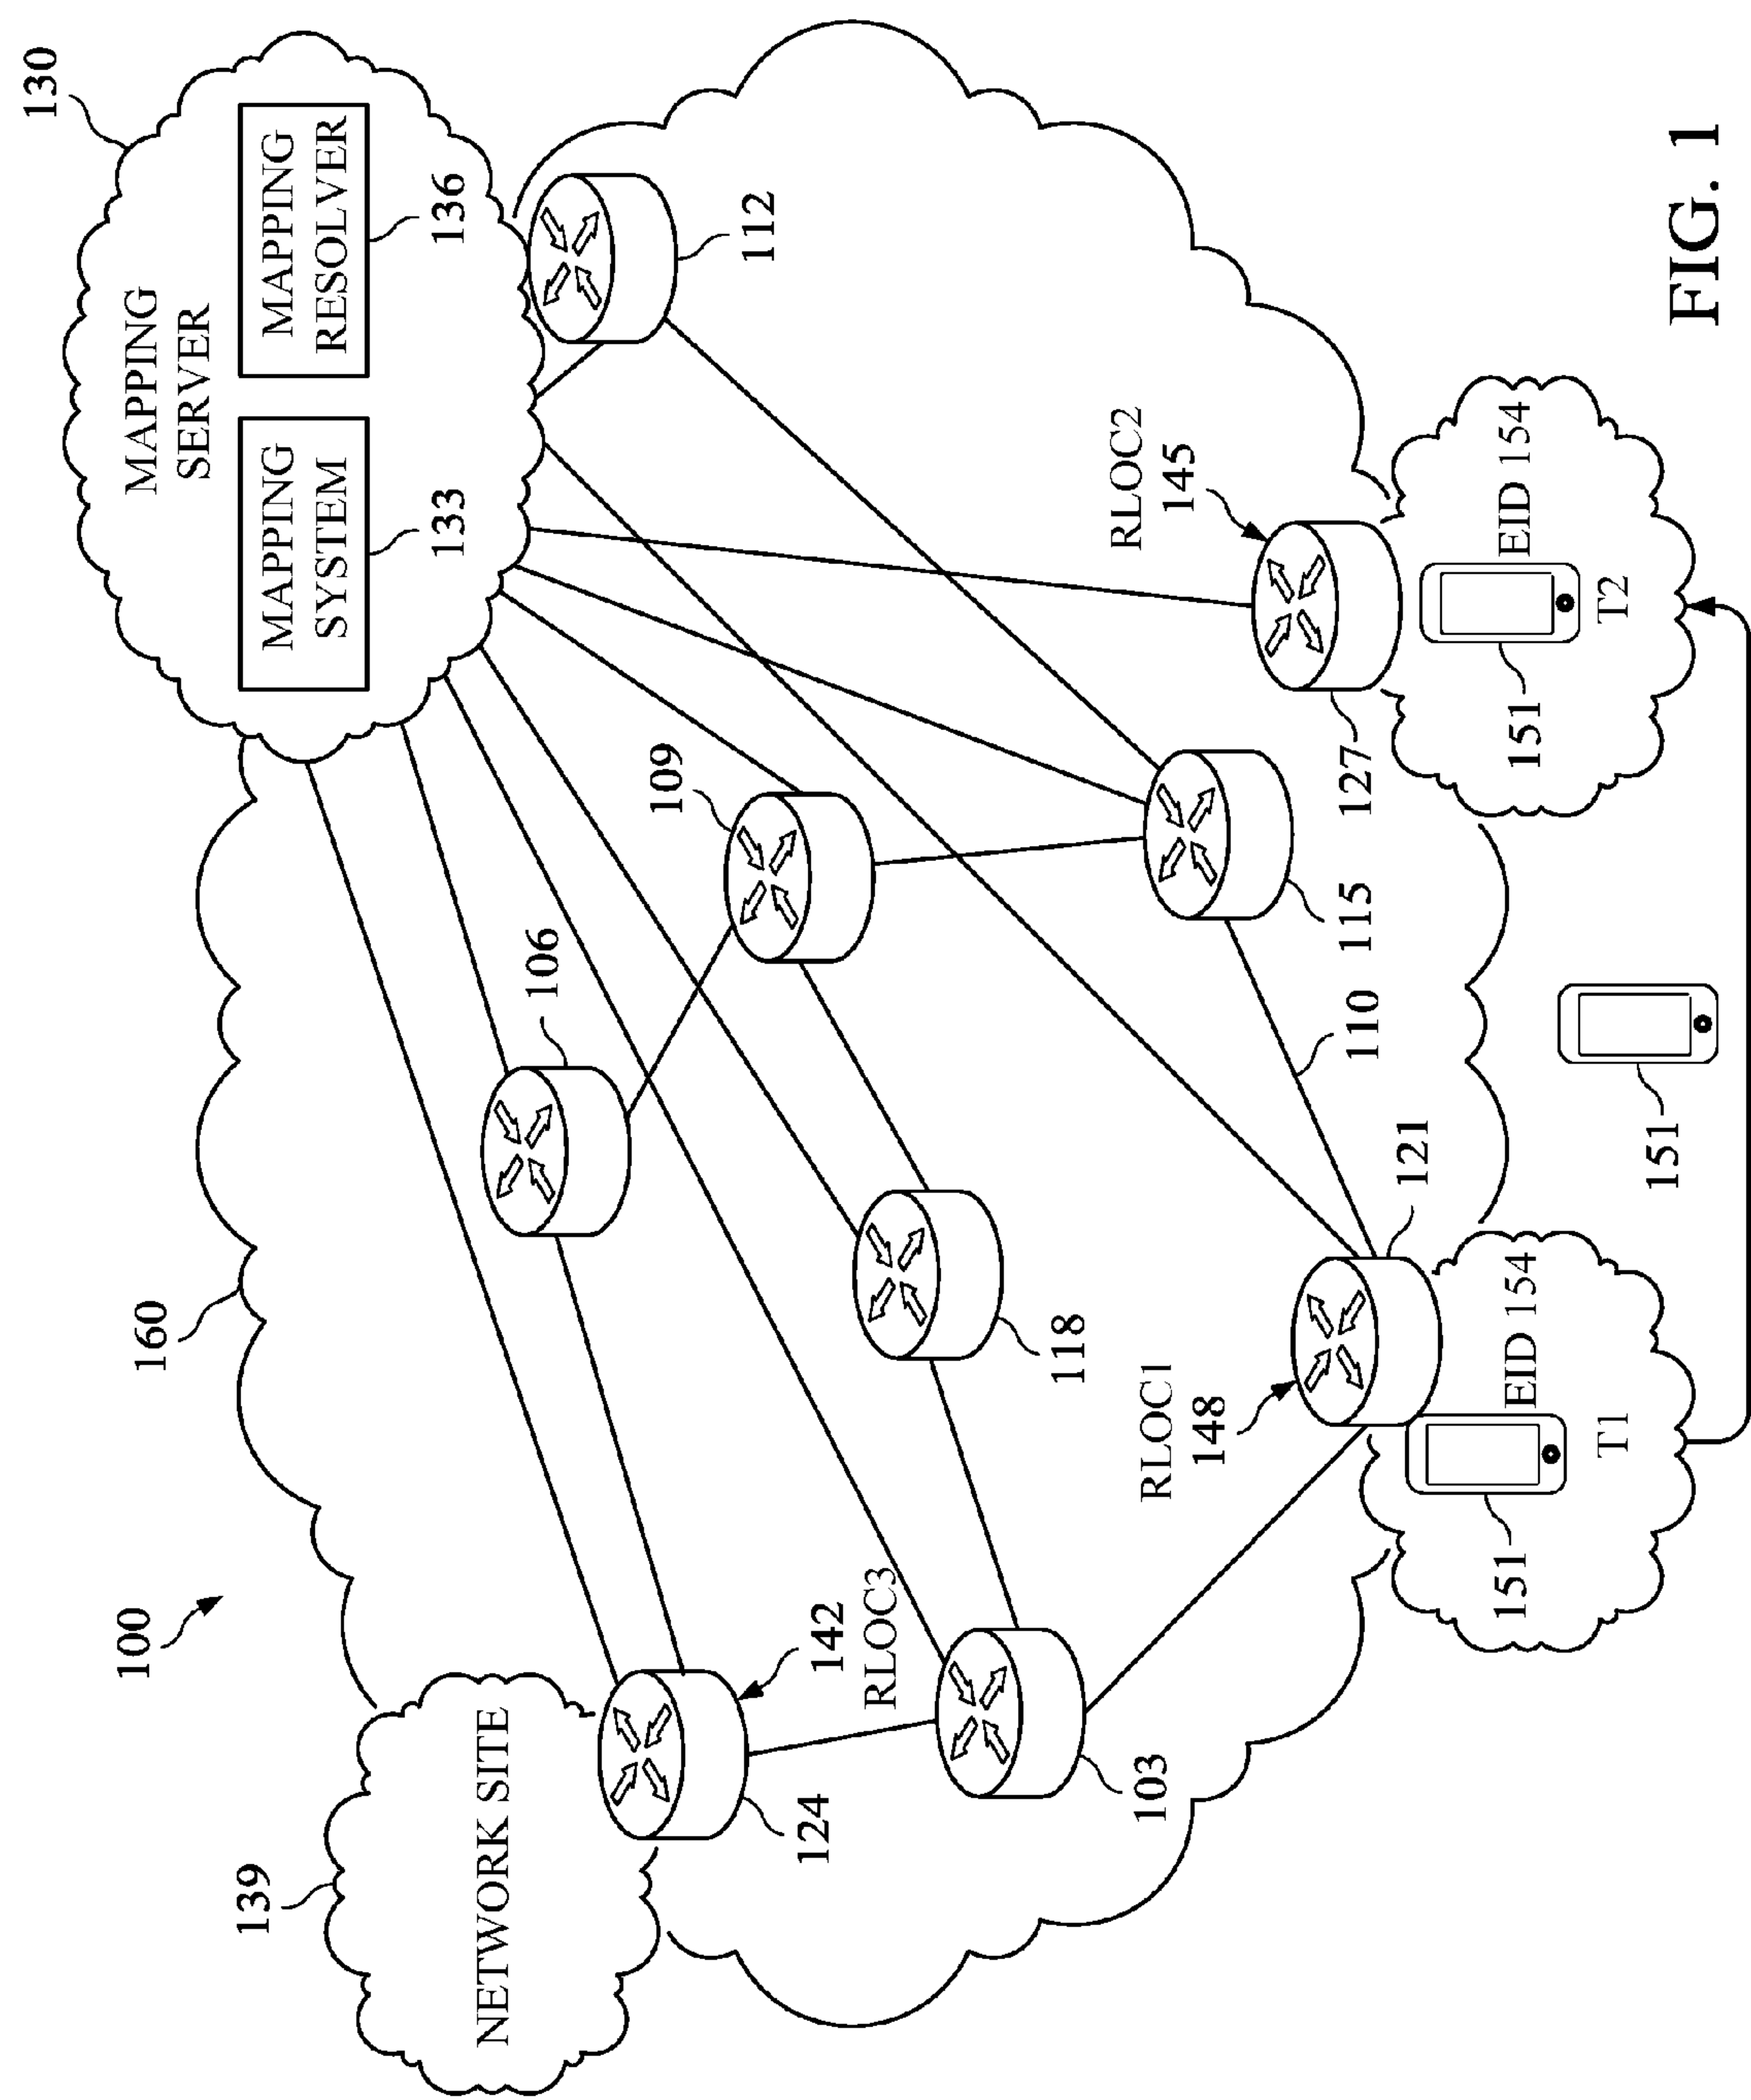 100
160
130
MAPPING
SERVER
MAPPING
SYSTEM
133
MAPPING
RESOLVER
136
139
NETWORK SITE
124
142
RLOC3
106
109
112
103
118
RLOC1
148
121
110
115
RLOC2
145
127
151
EID 154
T1
151
151
EID 154
T2
FIG. 1